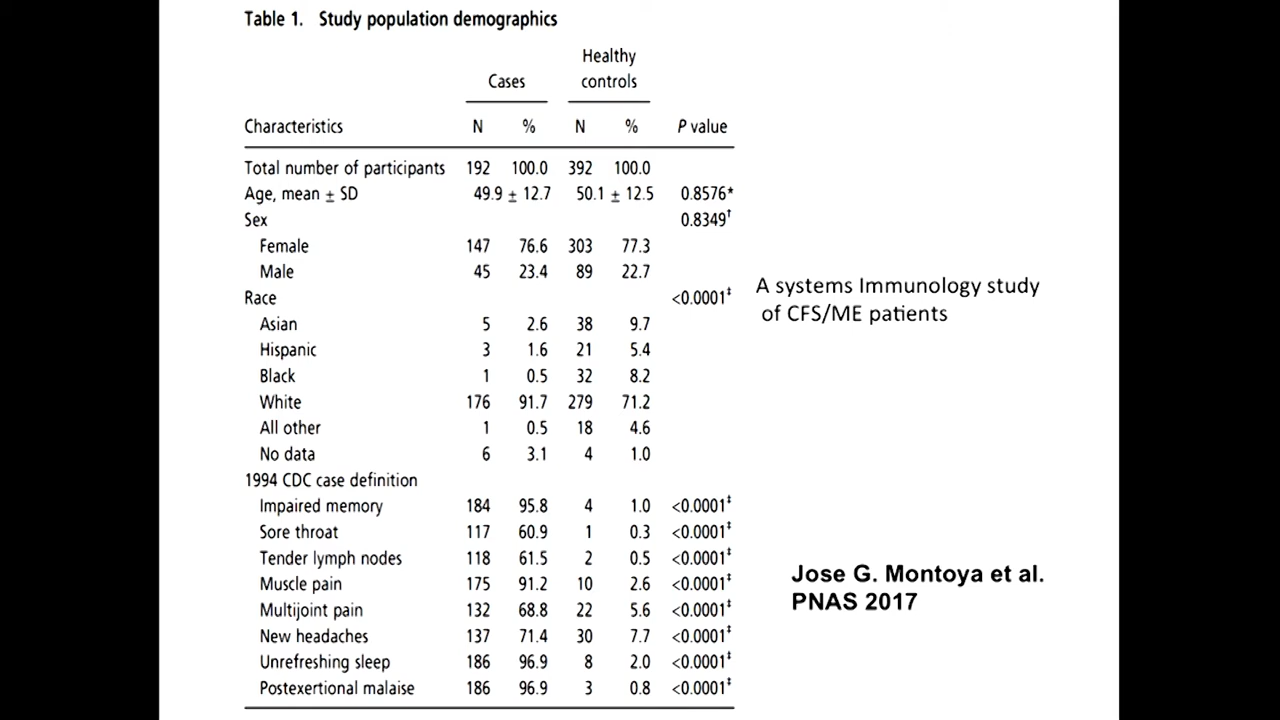 Table 1. Study population demographics
Cases Healthy controls
Characteristics N % N % P value
Total number of participants 192 100.0 392 100.0
Age, mean ± SD 49.9 ± 12.7 50.1 ± 12.5 0.8576*
Sex 0.8349†
Female 147 76.6 303 77.3
Male 45 23.4 89 22.7
Race <0.0001‡
Asian 5 2.6 38 9.7
Hispanic 3 1.6 21 5.4
Black 1 0.5 32 8.2
White 176 91.7 279 71.2
All other 1 0.5 18 4.6
No data 6 3.1 4 1.0
1994 CDC case definition
Impaired memory 184 95.8 4 1.0 <0.0001‡
Sore throat 117 60.9 1 0.3 <0.0001‡
Tender lymph nodes 118 61.5 2 0.5 <0.0001‡
Muscle pain 175 91.2 10 2.6 <0.0001‡
Multijoint pain 132 68.8 22 5.6 <0.0001‡
New headaches 137 71.4 30 7.7 <0.0001‡
Unrefreshing sleep 186 96.9 8 2.0 <0.0001‡
Postexertional malaise 186 96.9 3 0.8 <0.0001‡
A systems Immunology study
of CFS/ME patients
Jose G. Montoya et al.
PNAS 2017